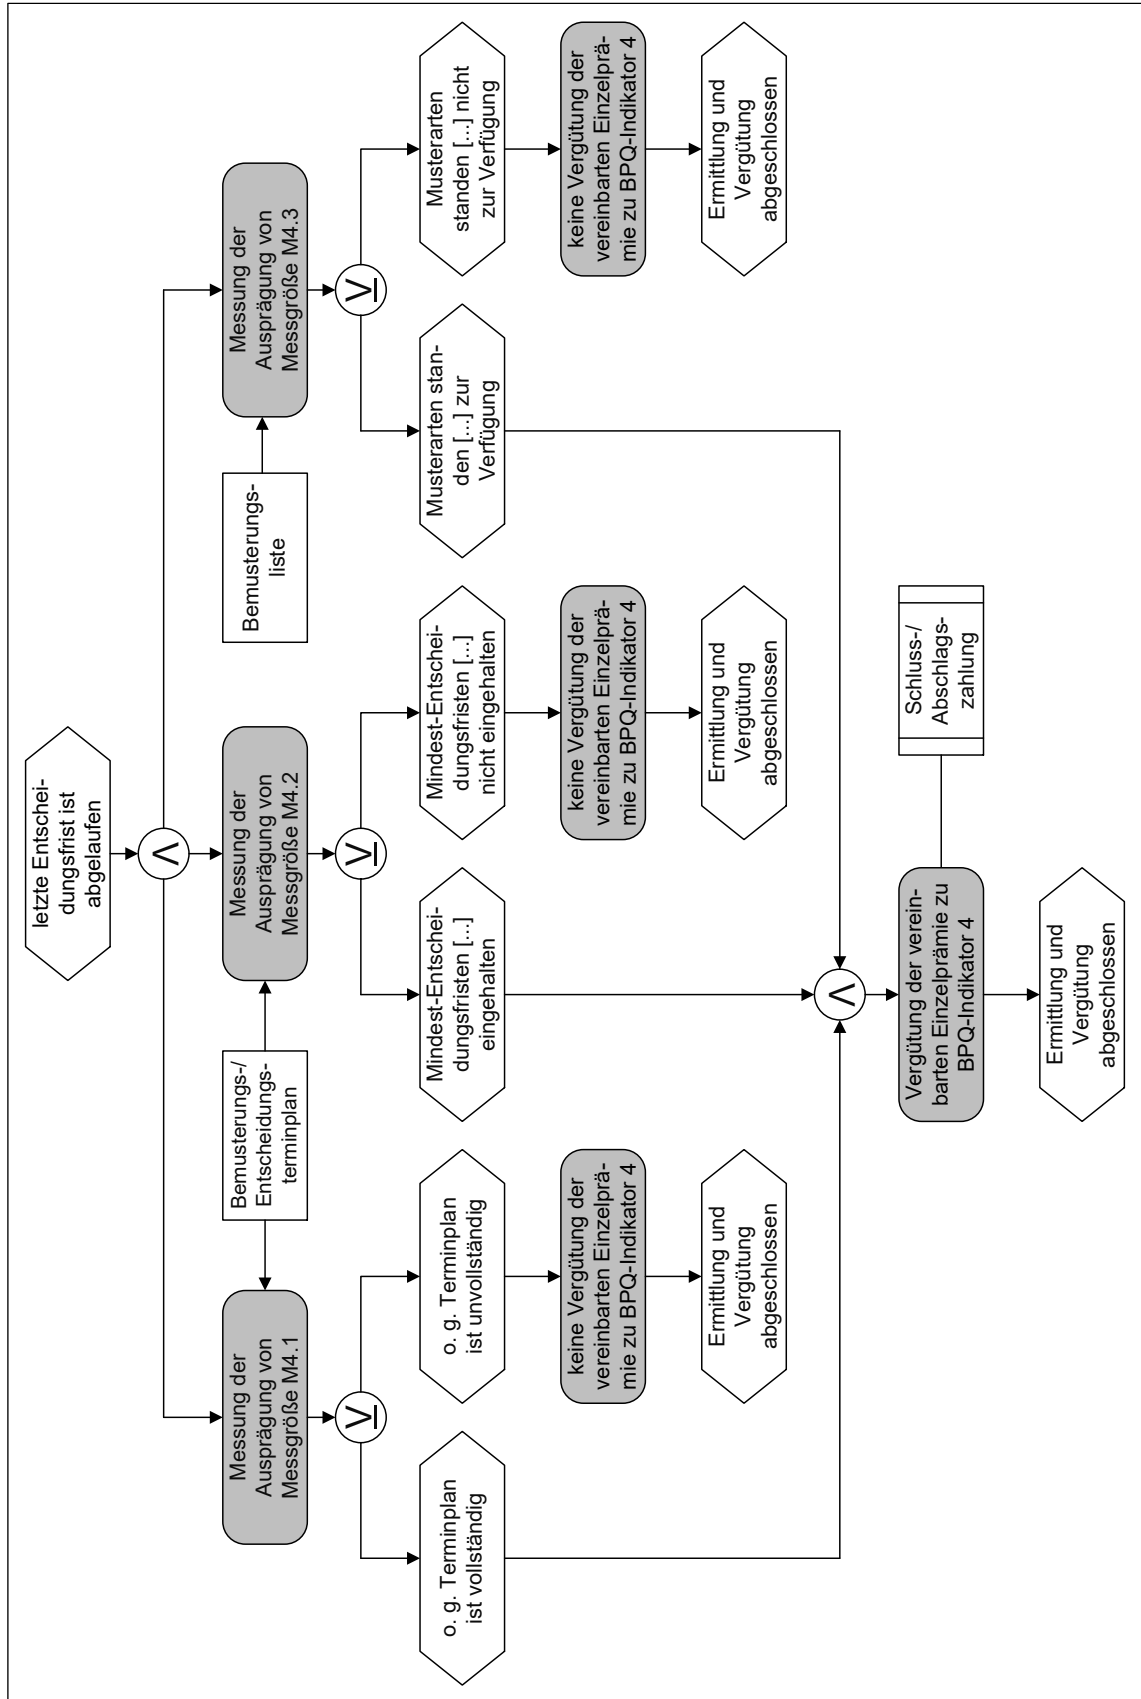 letzte Entschei-
dungsfrist ist
abgelaufen
Λ
Messung der
Ausprägung von
Messgröße M4.1
Bemusterungs-/
Entscheidungs-
terminplan
Messung der
Ausprägung von
Messgröße M4.2
Bemusterungs-
liste
Messung der
Ausprägung von
Messgröße M4.3
V
V
V
o. g. Terminplan
ist vollständig
o. g. Terminplan
ist unvollständig
Mindest-Entschei-
dungsfristen [...]
eingehalten
Mindest-Entschei-
dungsfristen [...]
nicht eingehalten
Musterarten stan-
den [...] zur
Verfügung
Musterarten
standen [...] nicht
zur Verfügung
keine Vergütung der
vereinbarten Einzelprä-
mie zu BPQ-Indikator 4
keine Vergütung der
vereinbarten Einzelprä-
mie zu BPQ-Indikator 4
keine Vergütung der
vereinbarten Einzelprä-
mie zu BPQ-Indikator 4
Ermittlung und
Vergütung
abgeschlossen
Ermittlung und
Vergütung
abgeschlossen
Ermittlung und
Vergütung
abgeschlossen
Λ
Vergütung der verein-
barten Einzelprämie zu
BPQ-Indikator 4
Schluss-/
Abschlags-
zahlung
Ermittlung und
Vergütung
abgeschlossen